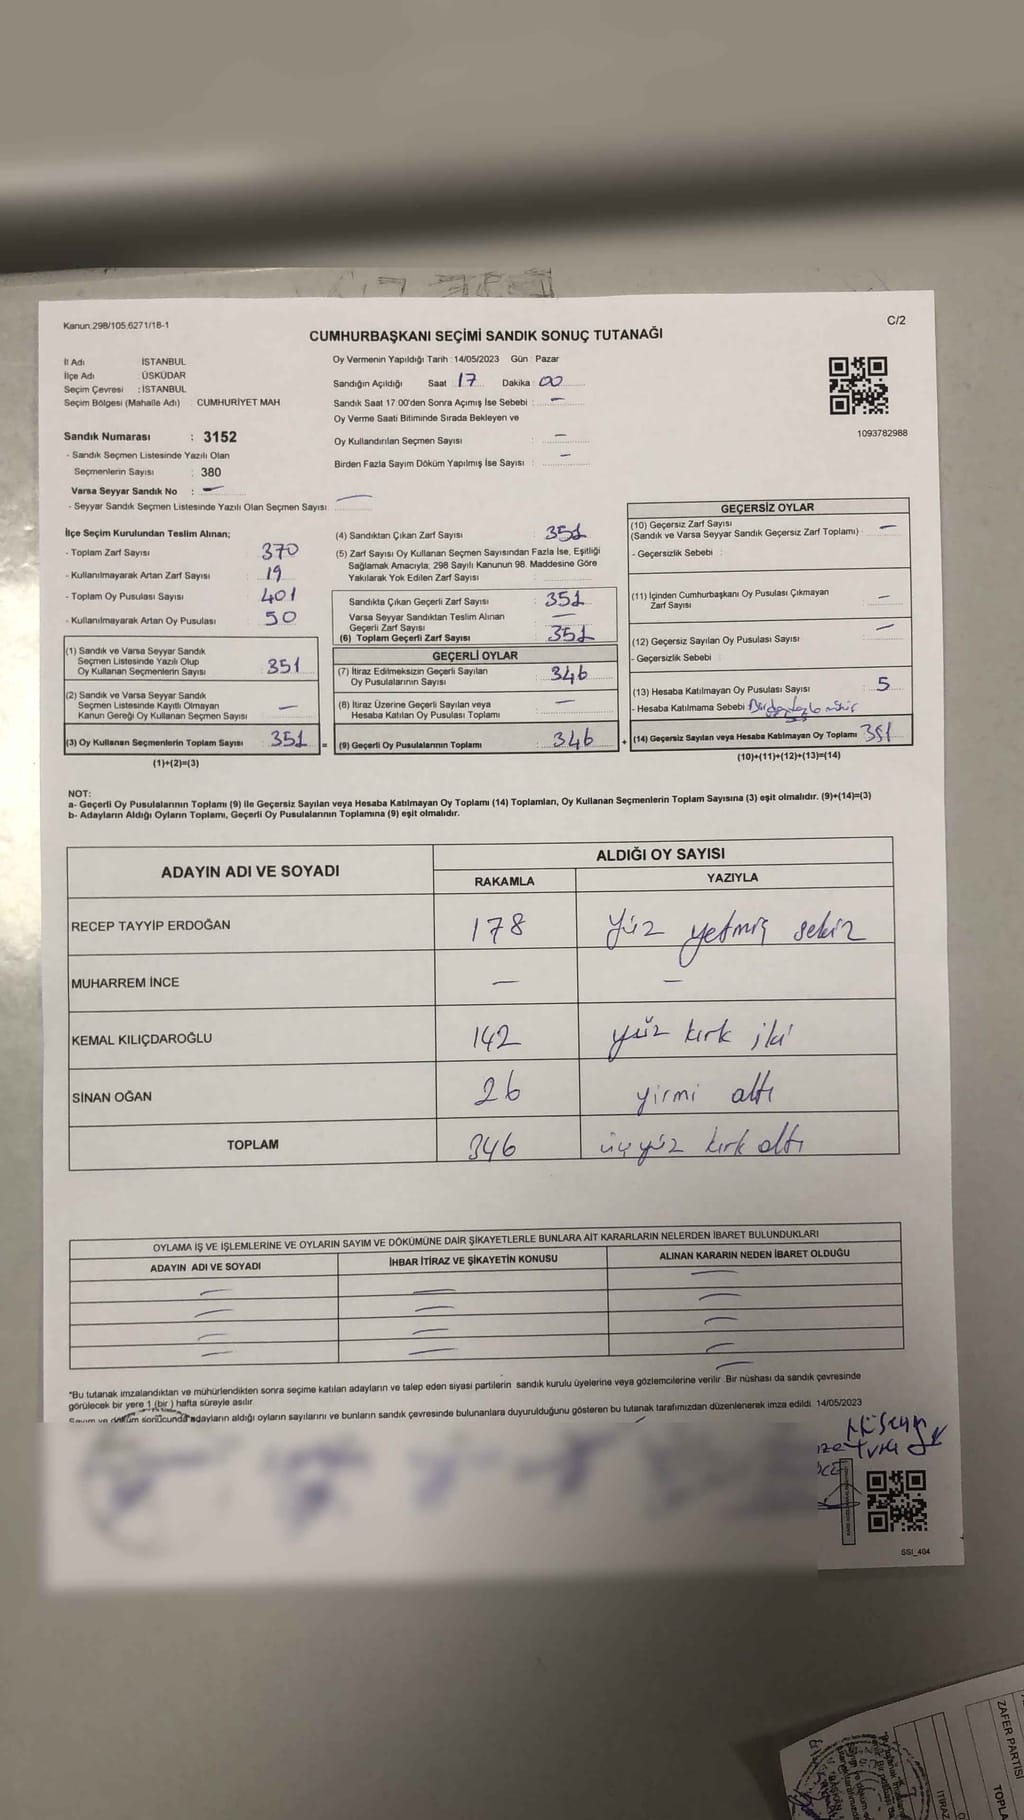 Kanun:298/105,6271/18-1
C/2
CUMHURBAŞKANI SEÇİMİ SANDIK SONUÇ TUTANAĞI
İl Adı İSTANBUL
İlçe Adı : ÜSKÜDAR
Seçim Çevresi : İSTANBUL
Seçim Bölgesi (Mahalle Adı) CUMHURİYET MAH
Sandık Numarası : 3152
- Sandık Seçmen Listesinde Yazılı Olan
Seçmenlerin Sayısı : 380
Varsa Seyyar Sandık No : —
- Seyyar Sandık Seçmen Listesinde Yazılı Olan Seçmen Sayısı —
Oy Vermenin Yapıldığı Tarih : 14/05/2023 Gün : Pazar
Sandığın Açıldığı Saat 17 Dakika : 00
Sandık Saat 17:00'den Sonra Açımış İse Sebebi : —
Oy Verme Saati Bitiminde Sırada Bekleyen ve
Oy Kullandırılan Seçmen Sayısı : —
Birden Fazla Sayım Döküm Yapılmış İse Sayısı : —
1093782988
İlçe Seçim Kurulundan Teslim Alınan;
- Toplam Zarf Sayısı 370
- Kullanılmayarak Artan Zarf Sayısı 19
- Toplam Oy Pusulası Sayısı 401
- Kullanılmayarak Artan Oy Pusulası 50
(1) Sandık ve Varsa Seyyar Sandık
Seçmen Listesinde Yazılı Olup
Oy Kullanan Seçmenlerin Sayısı : 351
(2) Sandık ve Varsa Seyyar Sandık
Seçmen Listesinde Kayıtlı Olmayan
Kanun Gereği Oy Kullanan Seçmen Sayısı —
(3) Oy Kullanan Seçmenlerin Toplam Sayısı 351
(1)+(2)=(3)
(4) Sandıktan Çıkan Zarf Sayısı : 351
(5) Zarf Sayısı Oy Kullanan Seçmen Sayısından Fazla İse, Eşitliği
Sağlamak Amacıyla; 298 Sayılı Kanunun 98. Maddesine Göre
Yakılarak Yok Edilen Zarf Sayısı
Sandıkta Çıkan Geçerli Zarf Sayısı : 351
Varsa Seyyar Sandıktan Teslim Alınan
Geçerli Zarf Sayısı —
(6) Toplam Geçerli Zarf Sayısı : 351
GEÇERLİ OYLAR
(7) İtiraz Edilmeksizin Geçerli Sayılan
Oy Pusulalarının Sayısı : 346
(8) İtiraz Üzerine Geçerli Sayılan veya
Hesaba Katılan Oy Pusulası Toplamı : —
= (9) Geçerli Oy Pusulalarının Toplamı : 346 +
GEÇERSİZ OYLAR
(10) Geçersiz Zarf Sayısı
(Sandık ve Varsa Seyyar Sandık Geçersiz Zarf Toplamı) : —
- Geçersizlik Sebebi :
(11) İçinden Cumhurbaşkanı Oy Pusulası Çıkmayan
Zarf Sayısı : —
(12) Geçersiz Sayılan Oy Pusulası Sayısı : —
- Geçersizlik Sebebi
(13) Hesaba Katılmayan Oy Pusulası Sayısı : 5
- Hesaba Katılmama Sebebi
(14) Geçersiz Sayılan veya Hesaba Katılmayan Oy Toplamı 351
(10)+(11)+(12)+(13)=(14)
NOT:
a- Geçerli Oy Pusulalarının Toplamı (9) ile Geçersiz Sayılan veya Hesaba Katılmayan Oy Toplamı (14) Toplamları, Oy Kullanan Seçmenlerin Toplam Sayısına (3) eşit olmalıdır. (9)+(14)=(3)
b- Adayların Aldığı Oyların Toplamı, Geçerli Oy Pusulalarının Toplamına (9) eşit olmalıdır.
ADAYIN ADI VE SOYADI
ALDIĞI OY SAYISI
RAKAMLA YAZIYLA
RECEP TAYYİP ERDOĞAN 178 Yüz yetmiş sekiz
MUHARREM İNCE — —
KEMAL KILIÇDAROĞLU 142 yüz kırk iki
SİNAN OĞAN 26 yirmi altı
TOPLAM 346 üçyüz kırk altı
OYLAMA İŞ VE İŞLEMLERİNE VE OYLARIN SAYIM VE DÖKÜMÜNE DAİR ŞİKAYETLERLE BUNLARA AİT KARARLARIN NELERDEN İBARET BULUNDUKLARI
ADAYIN ADI VE SOYADI İHBAR İTİRAZ VE ŞİKAYETİN KONUSU ALINAN KARARIN NEDEN İBARET OLDUĞU
— — —
— — —
— — —
— — —
—
*Bu tutanak imzalandıktan ve mühürlendikten sonra seçime katılan adayların ve talep eden siyasi partilerin sandık kurulu üyelerine veya gözlemcilerine verilir. Bir nüshası da sandık çevresinde
görülecek bir yere 1 (bir) hafta süreyle asılır.
Sayım ve döküm sonucunda adayların aldığı oyların sayılarını ve bunların sandık çevresinde bulunanlara duyurulduğunu gösteren bu tutanak tarafımızdan düzenlenerek imza edildi. 14/05/2023
SSI_404
ZAFER PARTİSİ